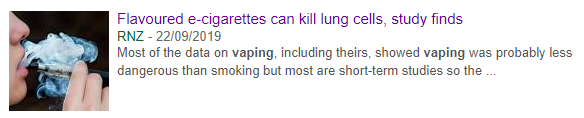 Flavoured e-cigarettes can kill lung cells, study finds
RNZ - 22/09/2019
Most of the data on vaping, including theirs, showed vaping was probably less
dangerous than smoking but most are short-term studies so the ...